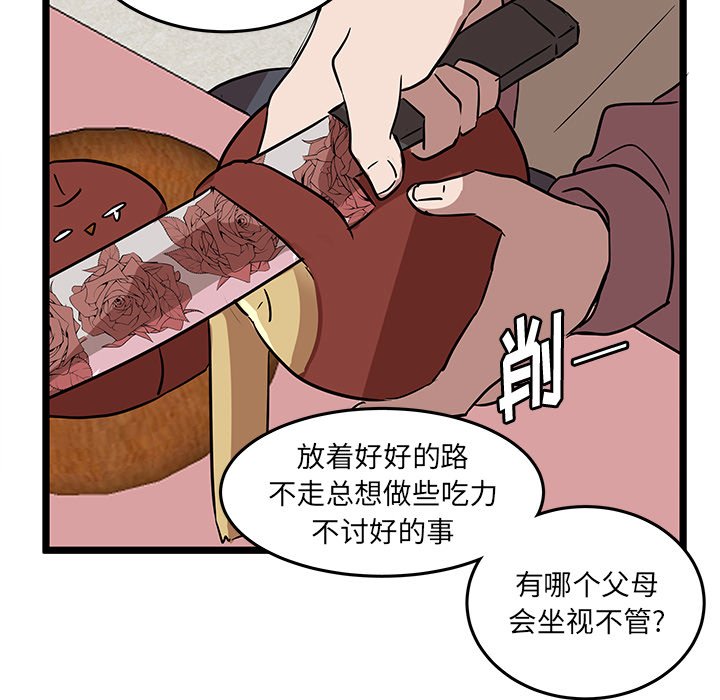 削一
放着好好的路
不走总想做些吃力
不讨好的事
有哪个父母
会坐视不管?